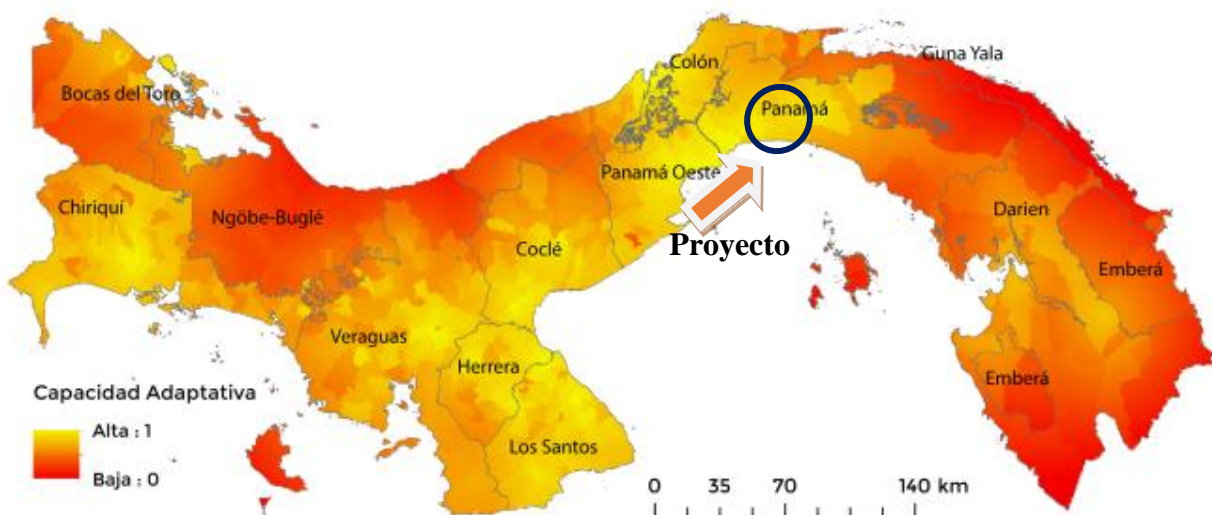 Guna Yala
Colón
Bocas del Toro
Panamá
Panamá Oeste
Chiriquí
Ngöbe-Buglé
Darien
Proyecto
Coclé
Emberá
Veraguas
Herrera
Emberá
Capacidad Adaptativa
Alta : 1
Los Santos
Baja : 0
0 35 70 140 km